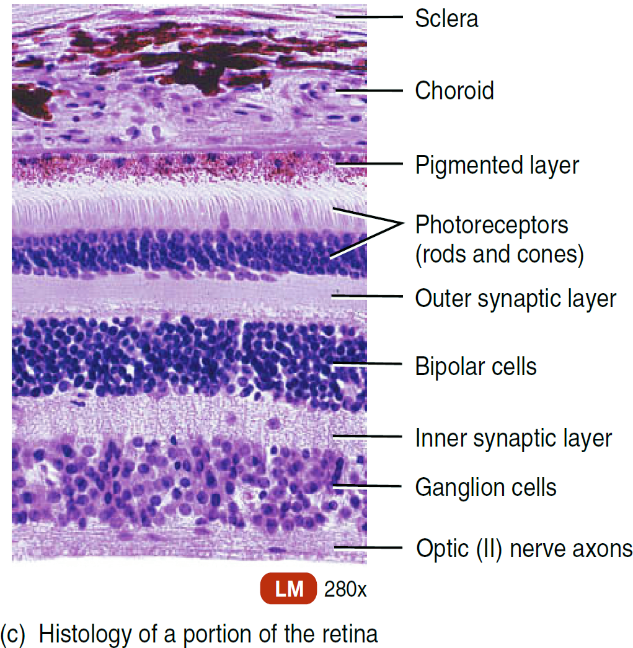 Sclera
Choroid
Pigmented layer
Photoreceptors
(rods and cones)
Outer synaptic layer
Bipolar cells
Inner synaptic layer
Ganglion cells
Optic (II) nerve axons
LM 280x
(c) Histology of a portion of the retina